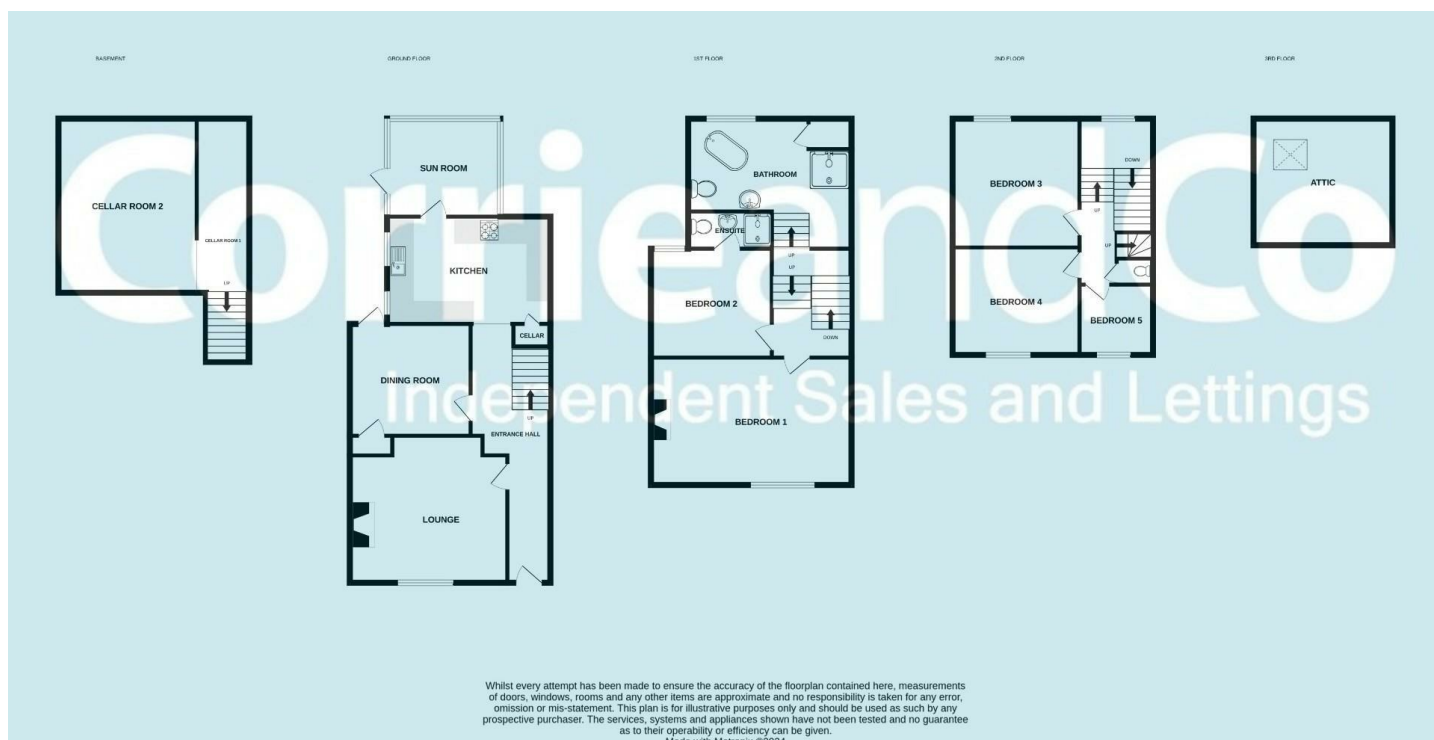 BASEMENT
GROUND FLOOR
1ST FLOOR
2ND FLOOR
3RD FLOOR
CorrieandCo
Independent Sales and Lettings
CELLAR ROOM 2
CELLAR ROOM 1
UP
SUN ROOM
KITCHEN
CELLAR
DINING ROOM
UP
ENTRANCE HALL
LOUNGE
BATHROOM
ENSUITE
UP
UP
BEDROOM 2
DOWN
BEDROOM 1
DOWN
BEDROOM 3
UP
UP
BEDROOM 4
BEDROOM 5
ATTIC
Whilst every attempt has been made to ensure the accuracy of the floorplan contained here, measurements
of doors, windows, rooms and any other items are approximate and no responsibility is taken for any error,
omission or mis-statement. This plan is for illustrative purposes only and should be used as such by any
prospective purchaser. The services, systems and appliances shown have not been tested and no guarantee
as to their operability or efficiency can be given.
Made with Metropix ©2024